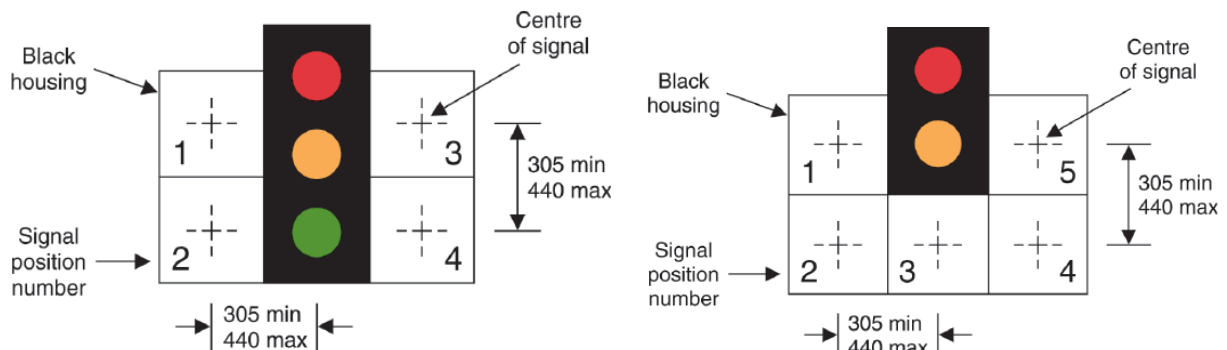 Black
housing
Centre
of signal
1
3
305 min
440 max
Signal
position
number
2
4
305 min
440 max
Black
housing
Centre
of signal
1
5
305 min
440 max
Signal
position
number
2
3
4
305 min
440 max